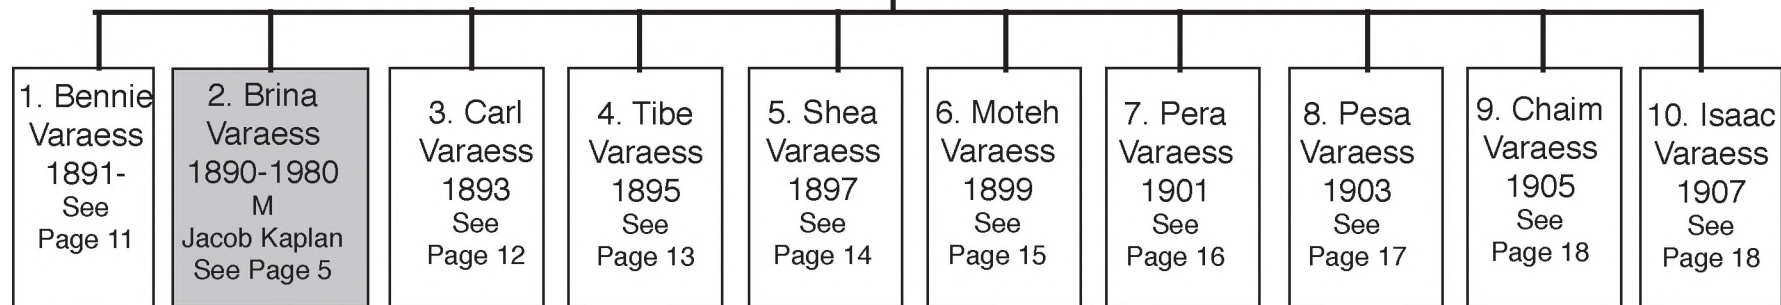 1. Bennie
Varaess
1891-
See
Page 11
2. Brina
Varaess
1890-1980
M
Jacob Kaplan
See Page 5
3. Carl
Varaess
1893
See
Page 12
4. Tibe
Varaess
1895
See
Page 13
5. Shea
Varaess
1897
See
Page 14
6. Moteh
Varaess
1899
See
Page 15
7. Pera
Varaess
1901
See
Page 16
8. Pesa
Varaess
1903
See
Page 17
9. Chaim
Varaess
1905
See
Page 18
10. Isaac
Varaess
1907
See
Page 18